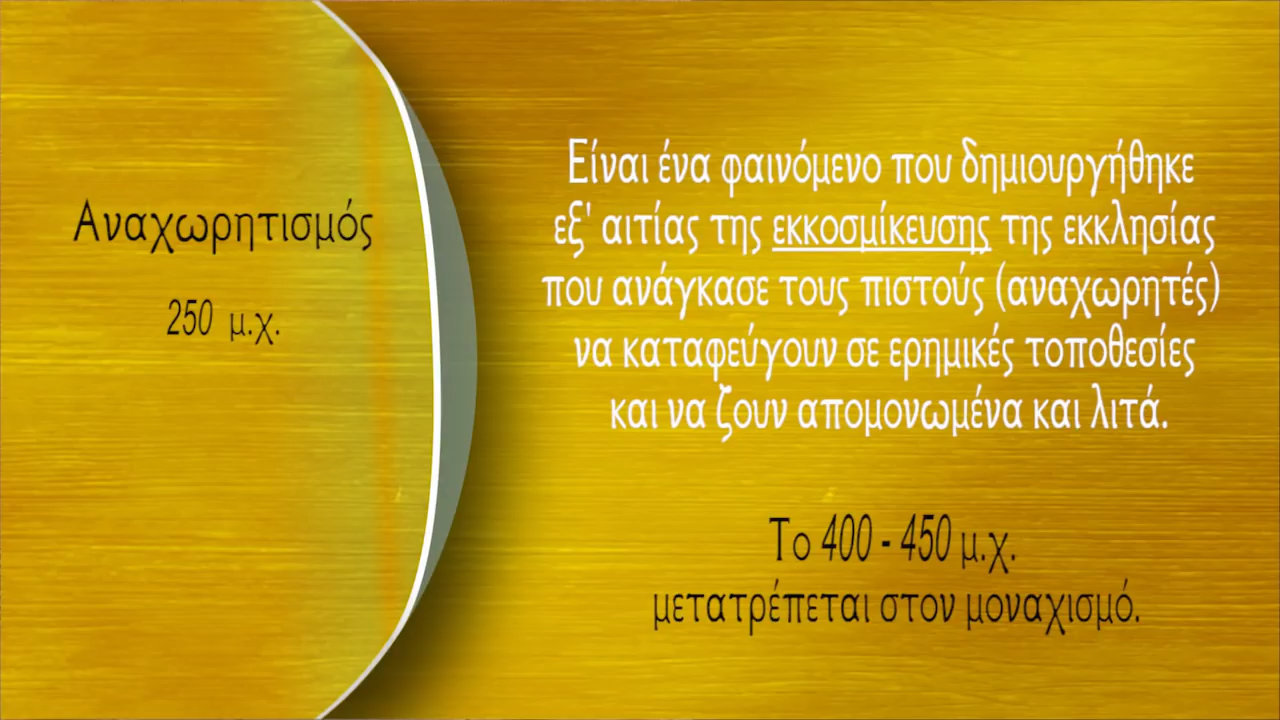 Αναχωρητισμός
250 μ.χ.
Είναι ένα φαινόμενο που δημιουργήθηκε
εξ' αιτίας της εκκοσμίκευσης της εκκλησίας
που ανάγκασε τους πιστούς (αναχωρητές)
να καταφεύγουν σε ερημικές τοποθεσίες
και να ζουν απομονωμένα και λιτά.
Το 400 - 450 μ.χ.
μετατρέπεται στον μοναχισμό.